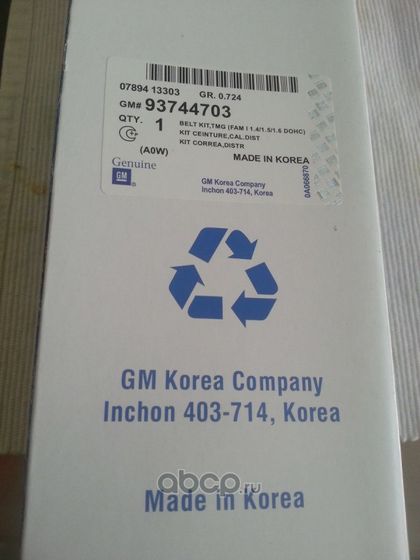 07894 13303 GR. 0.724
GM# 93744703
QTY. 1 BELT KIT,TMG (FAM I 1.4/1.5/1.6 DOHC)
KIT CEINTURE,CAL.DIST
KIT CORREA,DISTR
(A0W) MADE IN KOREA
Genuine
GM
GM Korea Company
Inchon 403-714, Korea
0A066870
GM Korea Company
Inchon 403-714, Korea
abcp.ru
Made in Korea